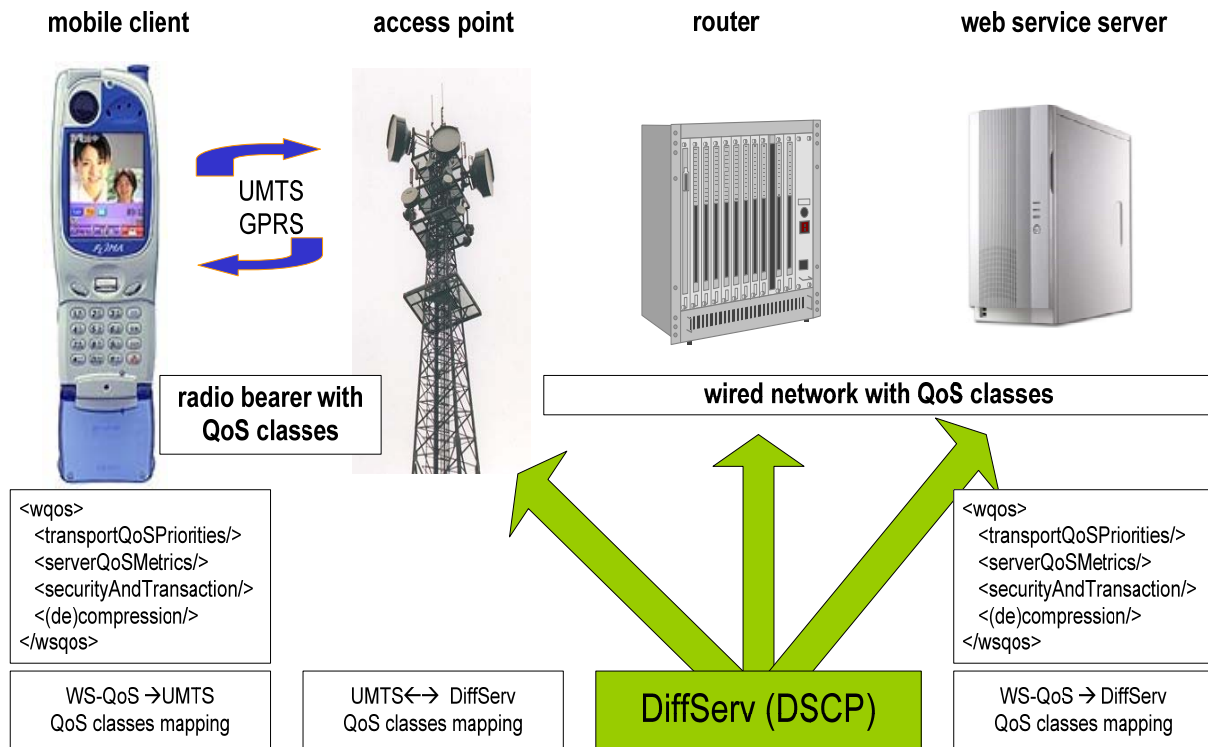 mobile client
access point
router
web service server
UMTS
GPRS
radio bearer with
QoS classes
wired network with QoS classes
<wqos>
<transportQoSPriorities/>
<serverQoSMetrics/>
<securityAndTransaction/>
<(de)compression/>
</wsqos>
<wqos>
<transportQoSPriorities/>
<serverQoSMetrics/>
<securityAndTransaction/>
<(de)compression/>
</wsqos>
WS-QoS →UMTS
QoS classes mapping
UMTS←→ DiffServ
QoS classes mapping
DiffServ (DSCP)
WS-QoS → DiffServ
QoS classes mapping